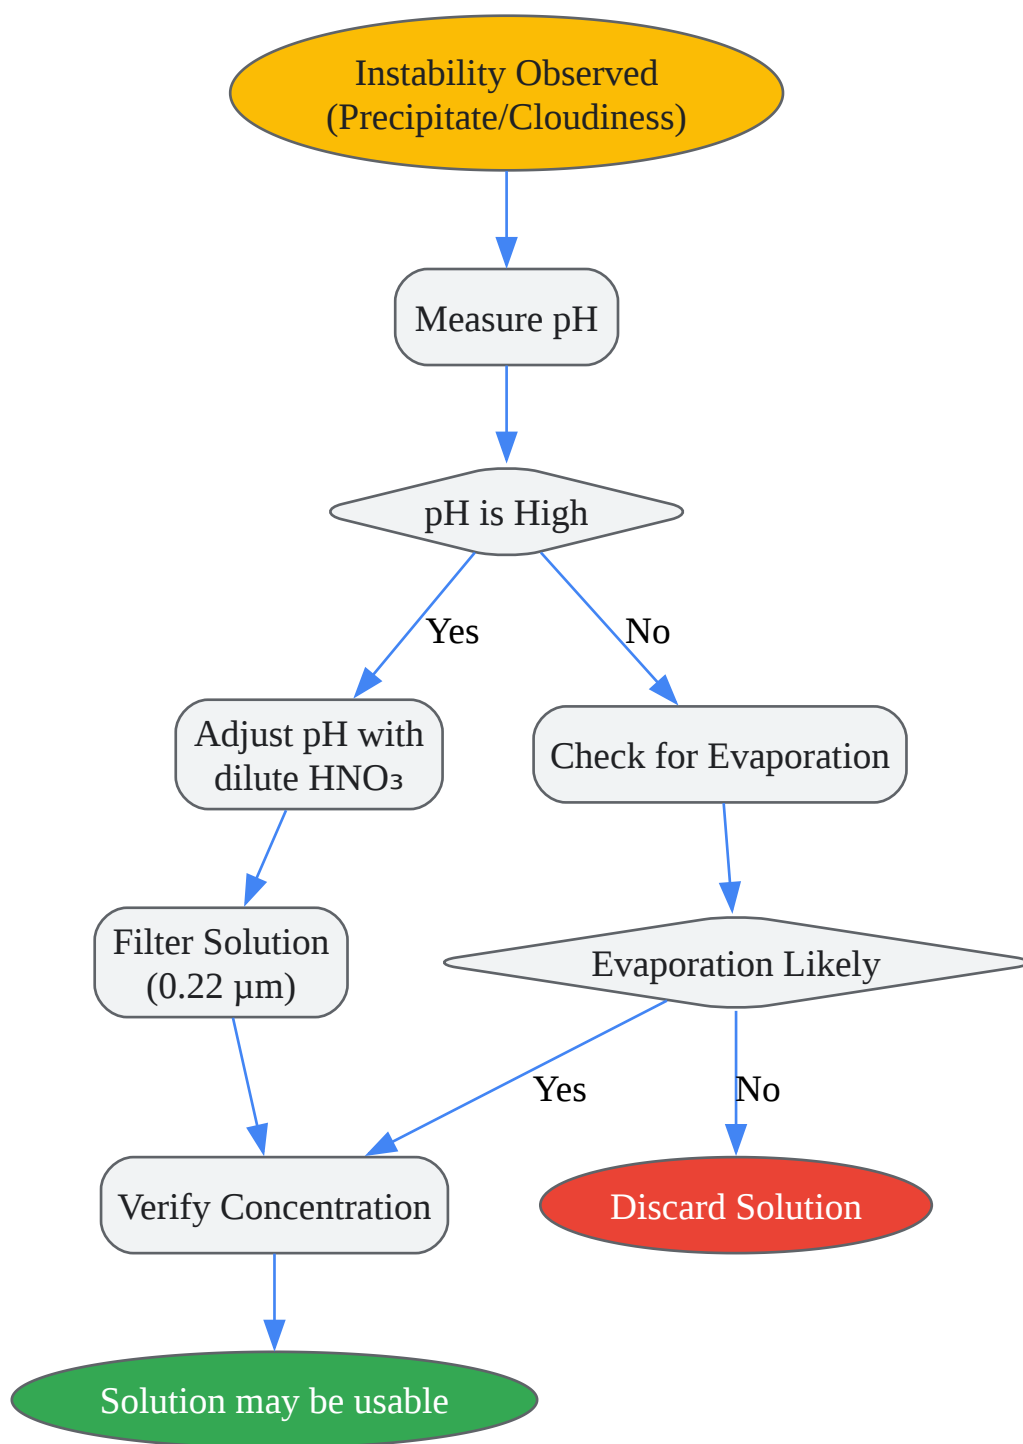 Instability Observed
(Precipitate/Cloudiness)
Measure pH
pH is High
Yes
No
Adjust pH with
dilute HNO₃
Check for Evaporation
Filter Solution
(0.22 µm)
Evaporation Likely
Yes
No
Verify Concentration
Discard Solution
Solution may be usable